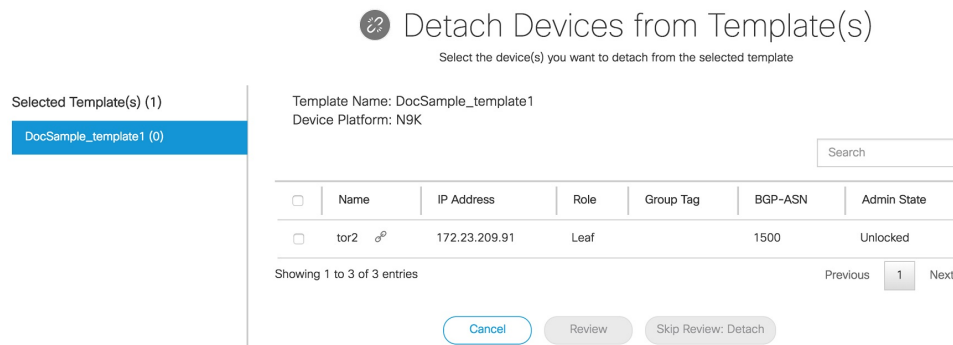 Detach Devices from Template(s)
Select the device(s) you want to detach from the selected template
Selected Template(s) (1)
DocSample_template1 (0)
Template Name: DocSample_template1
Device Platform: N9K
Search
Name IP Address Role Group Tag BGP-ASN Admin State
tor2 172.23.209.91 Leaf 1500 Unlocked
Showing 1 to 3 of 3 entries
Previous 1 Next
Cancel Review Skip Review: Detach